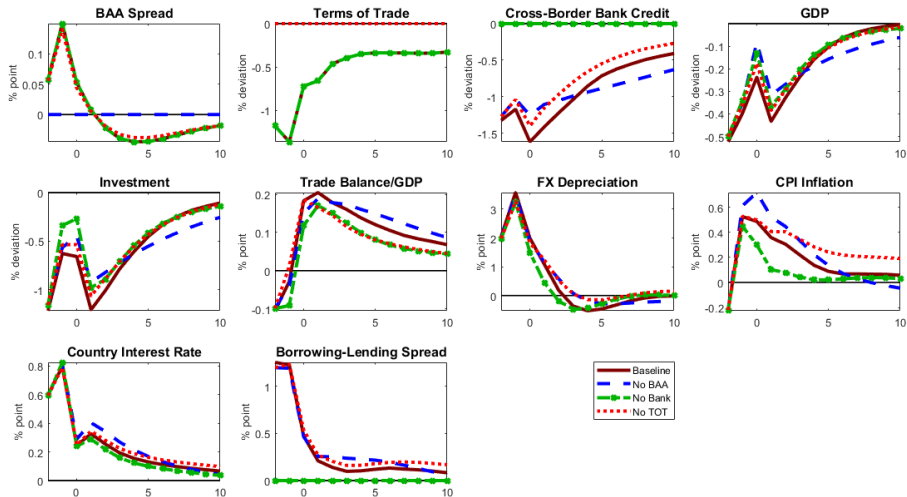 BAA Spread
% point
0.1
0.05
0
0 5 10
Terms of Trade
% deviation
0
-0.5
-1
0 5 10
Cross-Border Bank Credit
% deviation
0
-0.5
-1
-1.5
0 5 10
GDP
% deviation
-0.1
-0.2
-0.3
-0.4
-0.5
0 5 10
Investment
% deviation
0
-0.5
-1
0 5 10
Trade Balance/GDP
% point
0.2
0.1
0
-0.1
0 5 10
FX Depreciation
% point
3
2
1
0
0 5 10
CPI Inflation
% point
0.6
0.4
0.2
0
-0.2
0 5 10
Country Interest Rate
% point
0.8
0.6
0.4
0.2
0
0 5 10
Borrowing-Lending Spread
% point
1
0.5
0
0 5 10
Baseline
No BAA
No Bank
No TOT